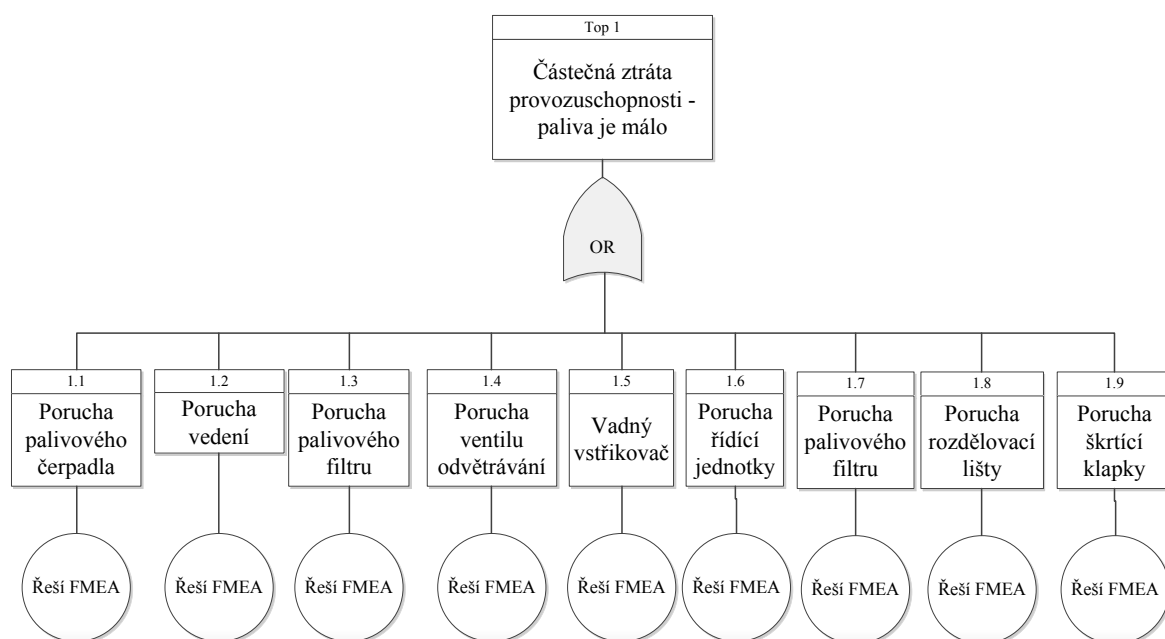 Top 1
Částečná ztráta
provozuschopnosti -
paliva je málo
OR
1.1
Porucha
palivového
čerpadla
1.2
Porucha
vedení
1.3
Porucha
palivového
filtru
1.4
Porucha
ventilu
odvětrávání
1.5
Vadný
vstřikovač
1.6
Porucha
řídící
jednotky
1.7
Porucha
palivového
filtru
1.8
Porucha
rozdělovací
lišty
1.9
Porucha
škrtící
klapky
Řeší FMEA
Řeší FMEA
Řeší FMEA
Řeší FMEA
Řeší FMEA
Řeší FMEA
Řeší FMEA
Řeší FMEA
Řeší FMEA